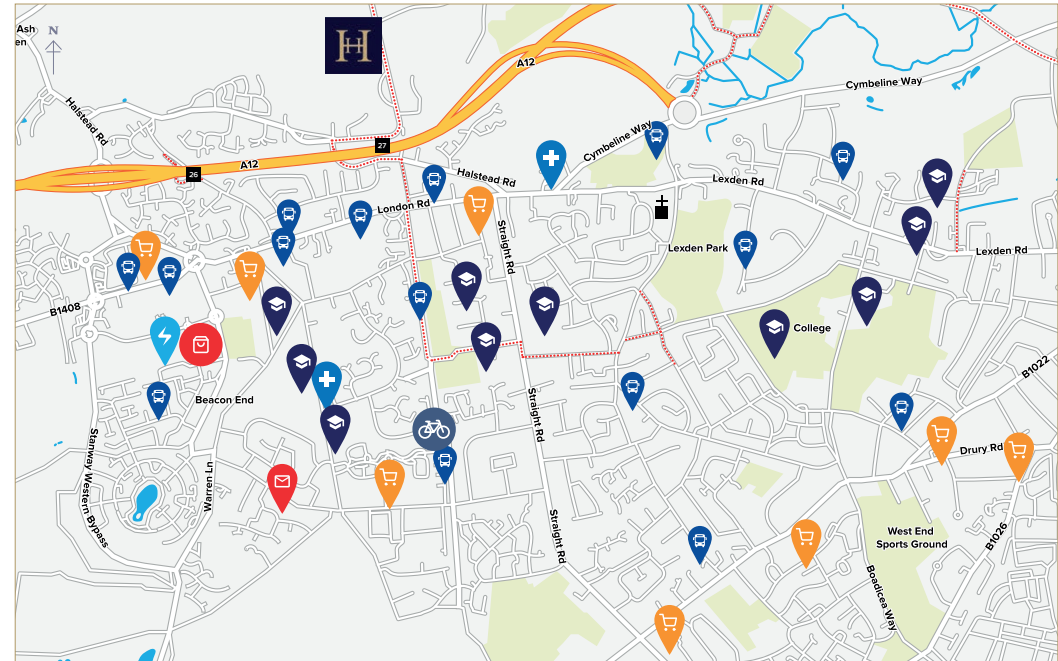 Ash
en
N
H
A12
Cymbeline Way
Halstead Rd
27
Cymbeline Way
A12
26
Halstead Rd
Lexden Rd
London Rd
Straight Rd
Lexden Park
Lexden Rd
B1408
College
B1022
Beacon End
Straight Rd
Drury Rd
Stanway Western Bypass
Warren Ln
Straight Rd
West End
Sports Ground
B1026
Boadicea Way